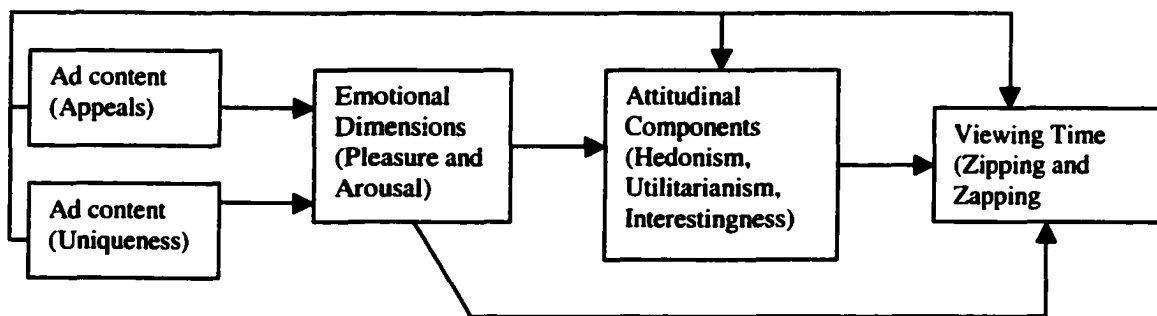 Ad content
(Appeals)
Ad content
(Uniqueness)
Emotional
Dimensions
(Pleasure and
Arousal)
Attitudinal
Components
(Hedonism,
Utilitarianism,
Interestingness)
Viewing Time
(Zipping and
Zapping